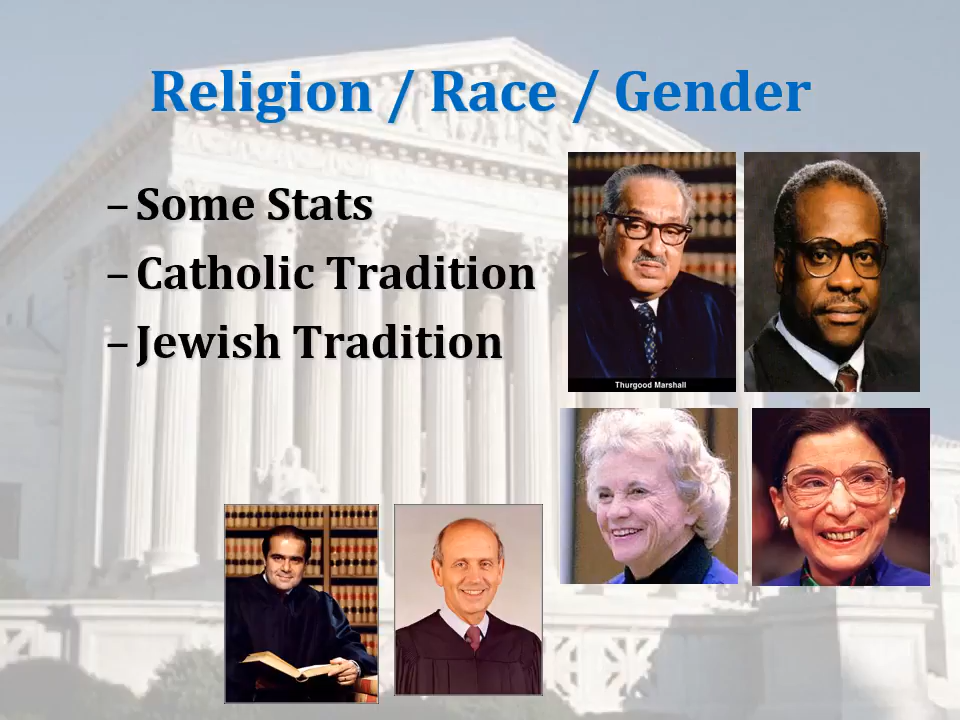 Religion / Race / Gender
– Some Stats
– Catholic Tradition
– Jewish Tradition
Thurgood Marshall